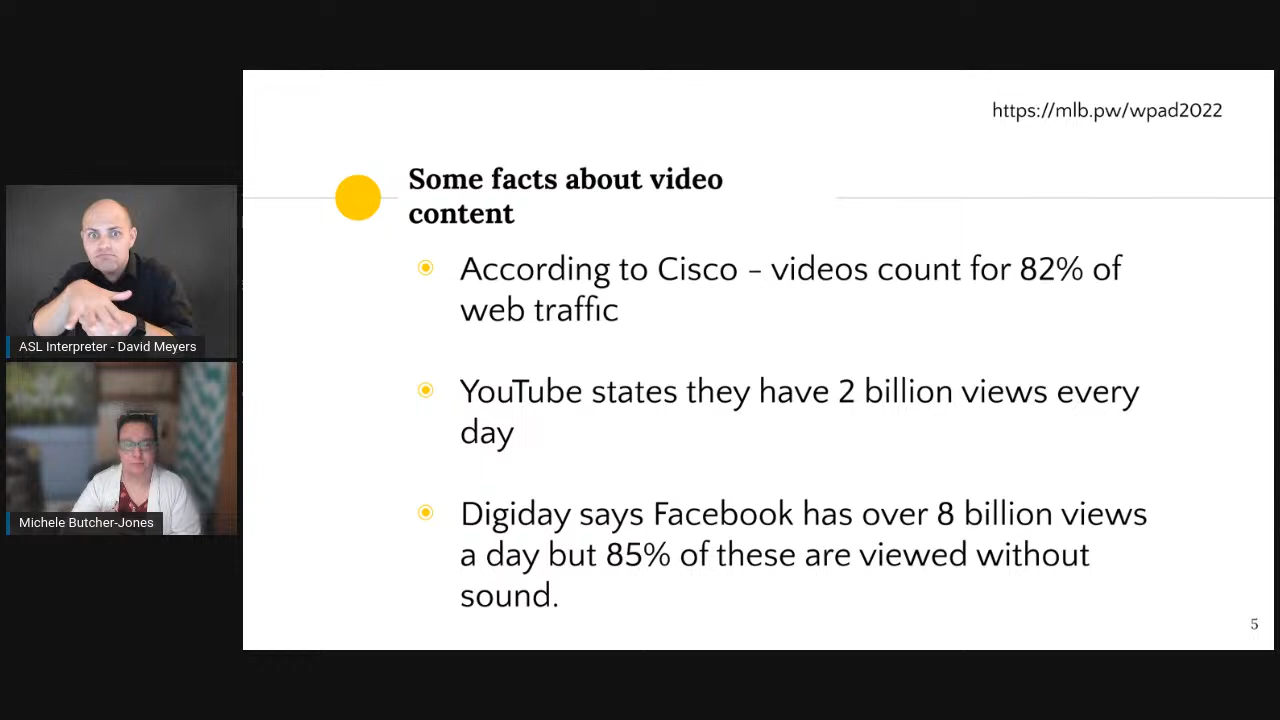 https://mlb.pw/wpad2022
Some facts about video
content
According to Cisco - videos count for 82% of
web traffic
YouTube states they have 2 billion views every
day
Digiday says Facebook has over 8 billion views
a day but 85% of these are viewed without
sound.
5
ASL Interpreter - David Meyers
Michele Butcher-Jones